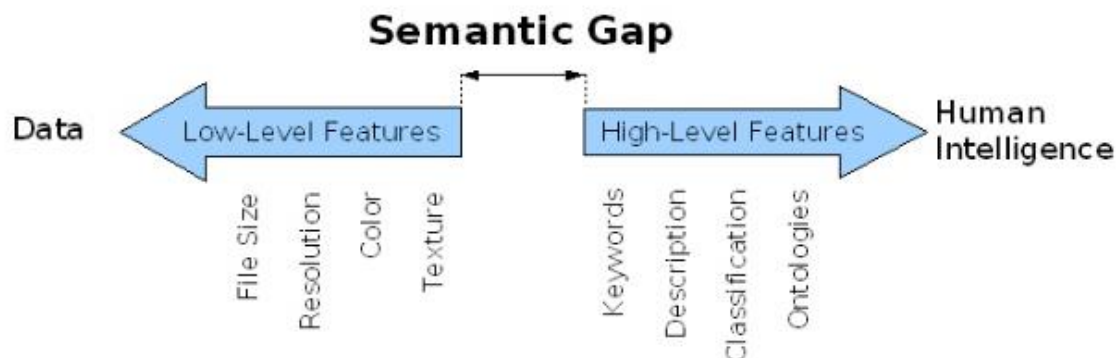 Semantic Gap
Data
Low-Level Features
High-Level Features
Human
Intelligence
File Size
Resolution
Color
Texture
Keywords
Description
Classification
Ontologies